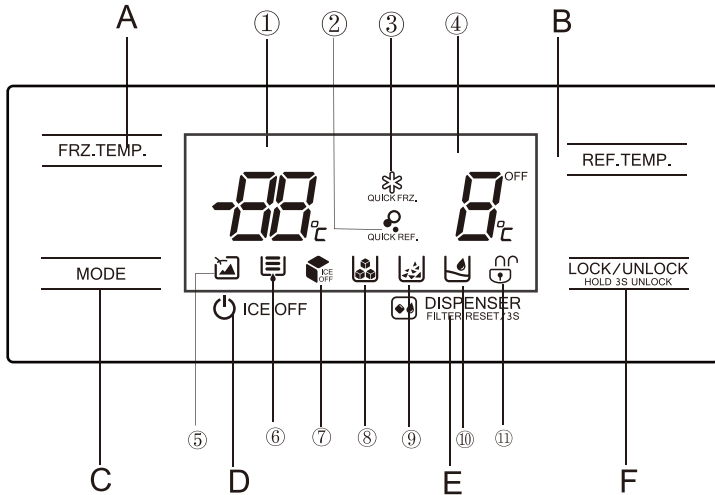 A ① ② ③ ④ B
FRZ.TEMP.
-88°C
QUICK FRZ.
QUICK REF.
8°C OFF
REF.TEMP.
MODE
ICE
OFF
LOCK/UNLOCK
HOLD 3S UNLOCK
ICE OFF
DISPENSER
FILTER RESET/3S
⑤ ⑥ ⑦ ⑧ ⑨ ⑩ ⑪
C D E F